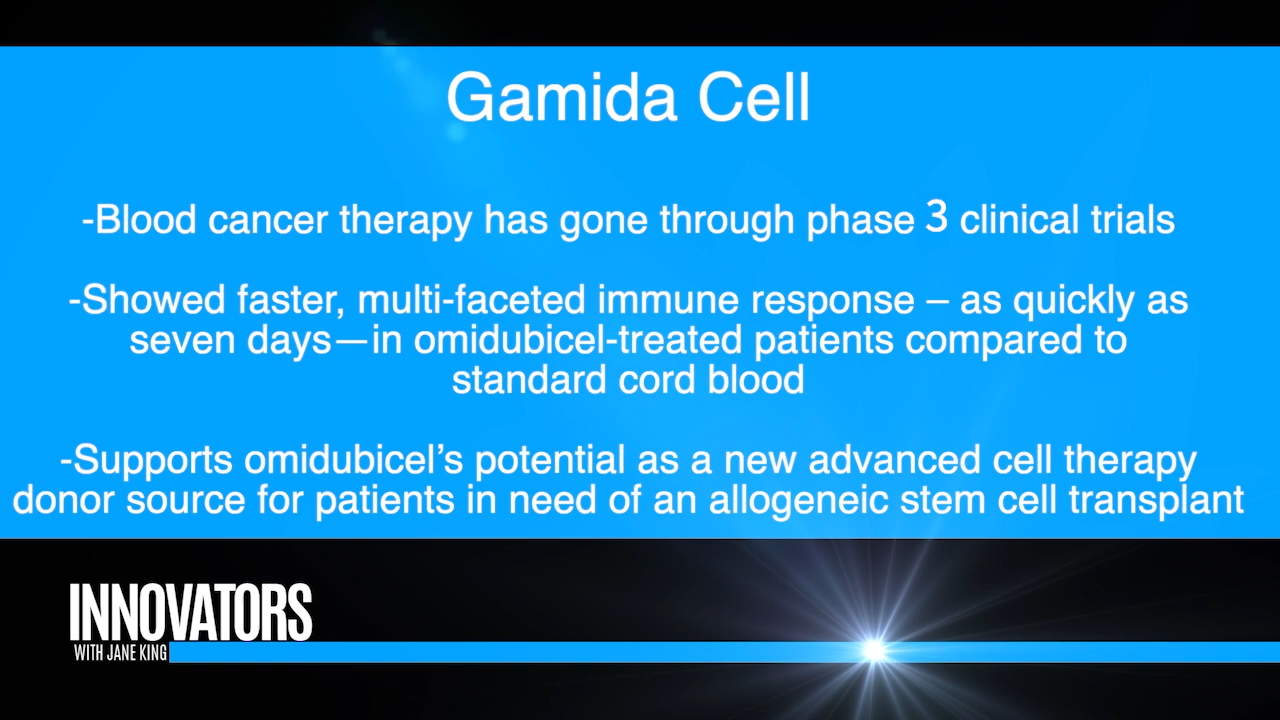 Gamida Cell
-Blood cancer therapy has gone through phase 3 clinical trials
-Showed faster, multi-faceted immune response – as quickly as
seven days—in omidubicel-treated patients compared to
standard cord blood
-Supports omidubicel’s potential as a new advanced cell therapy
donor source for patients in need of an allogeneic stem cell transplant
INNOVATORS
WITH JANE KING